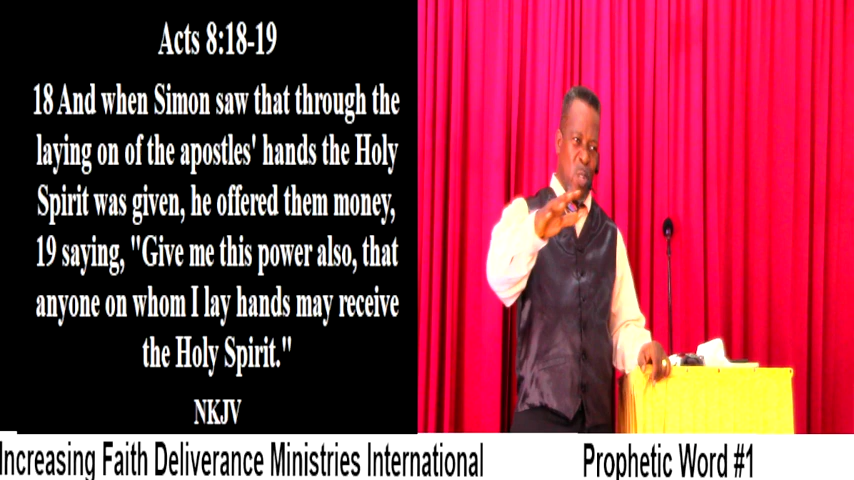 Acts 8:18-19
18 And when Simon saw that through the
laying on of the apostles' hands the Holy
Spirit was given, he offered them money,
19 saying, "Give me this power also, that
anyone on whom I lay hands may receive
the Holy Spirit."
NKJV
Increasing Faith Deliverance Ministries International
Prophetic Word #1